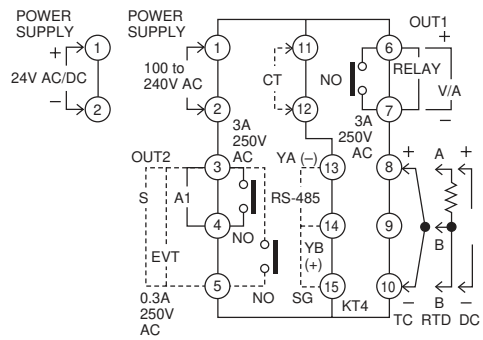 POWER
SUPPLY
+
24V AC/DC
−
1
2
POWER
SUPPLY
100 to
240V AC
1
2
3A
250V
AC
OUT2
3
S
A1
4
NO
EVT
5
0.3A
250V
AC
NO
11
CT
12
YA (−)
13
RS-485
14
YB
(+)
15
SG
KT4
OUT1
6
+
RELAY
NO
V/A
7
−
3A
250V
AC
8
+
A
+
9
B
10
−
B
−
TC
RTD
DC